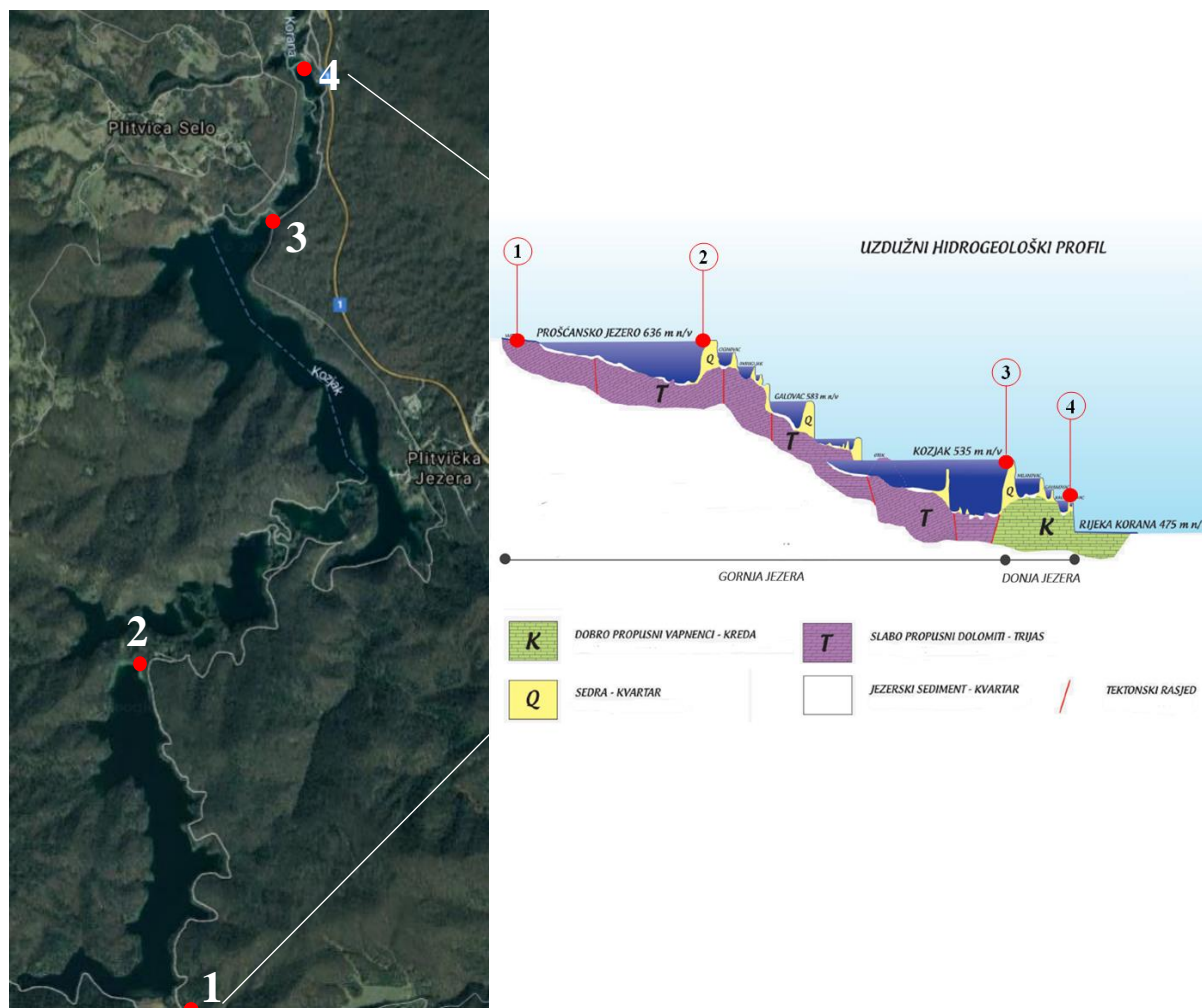 Korana
4
Plitvica Selo
3
1
Kozjak
Plitvička
Jezera
2
1
UZDUŽNI HIDROGEOLOŠKI PROFIL
1
2
3
4
PROŠĆANSKO JEZERO 636 m n/v
Q
T
GALOVAC 583 m n/v
Q
T
KOZJAK 535 m n/v
Q
T
K
RIJEKA KORANA 475 m n/
GORNJA JEZERA
DONJA JEZERA
K
DOBRO PROPUSNI VAPNENCI - KREDA
T
SLABO PROPUSNI DOLOMITI - TRIJAS
Q
SEDRA - KVARTAR
JEZERSKI SEDIMENT - KVARTAR
TEKTONSKI RASJED